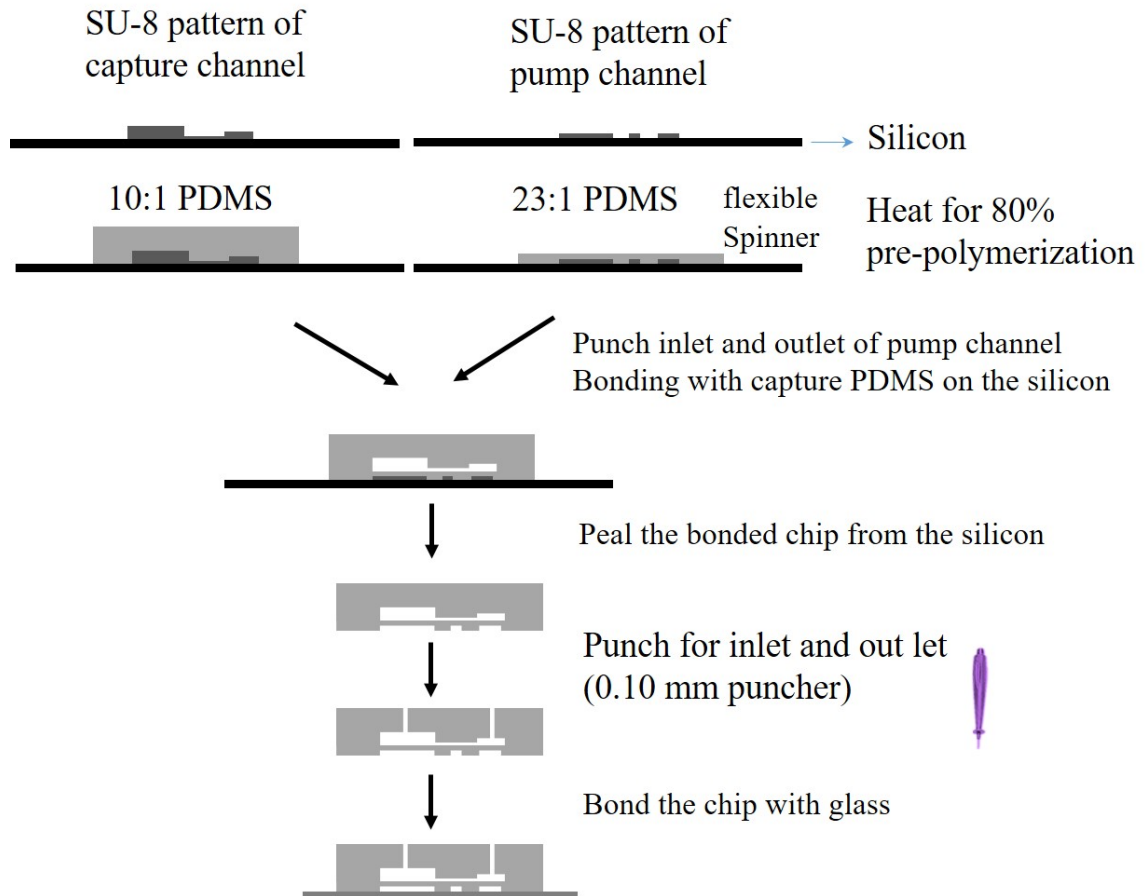 SU-8 pattern of
capture channel
SU-8 pattern of
pump channel
Silicon
10:1 PDMS
23:1 PDMS
flexible
Spinner
Heat for 80%
pre-polymerization
Punch inlet and outlet of pump channel
Bonding with capture PDMS on the silicon
Peal the bonded chip from the silicon
Punch for inlet and out let
(0.10 mm puncher)
Bond the chip with glass